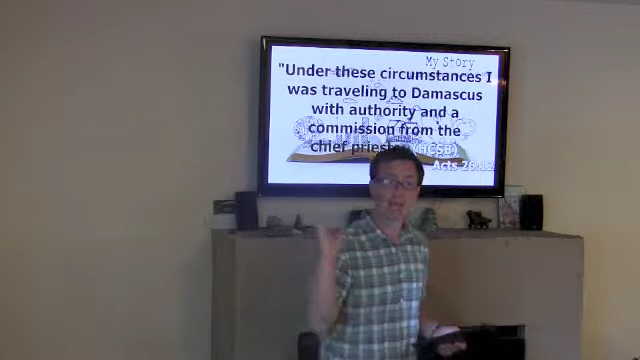 My Story
"Under these circumstances I
was traveling to Damascus
with authority and a
commission from the
chief priests. (HCSB)
Acts 26:12